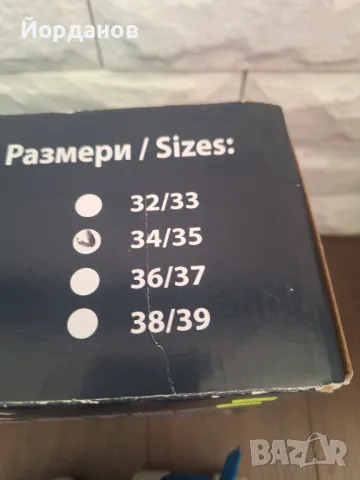 Йорданов
Размери / Sizes:
32/33
34/35
36/37
38/39
BAZAR